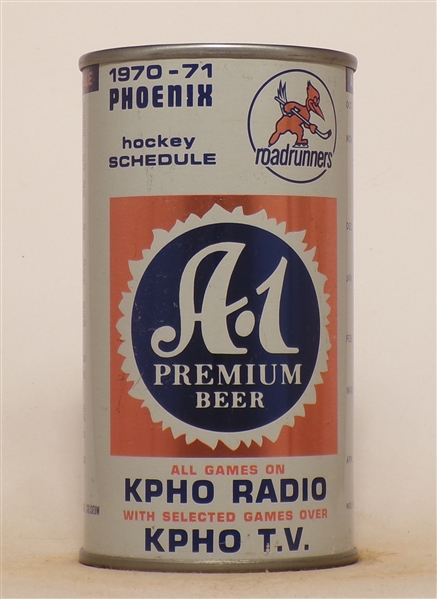 1970-71
PHOENIX
hockey
SCHEDULE
roadrunners
A·1
PREMIUM
BEER
ALL GAMES ON
KPHO RADIO
WITH SELECTED GAMES OVER
KPHO T.V.